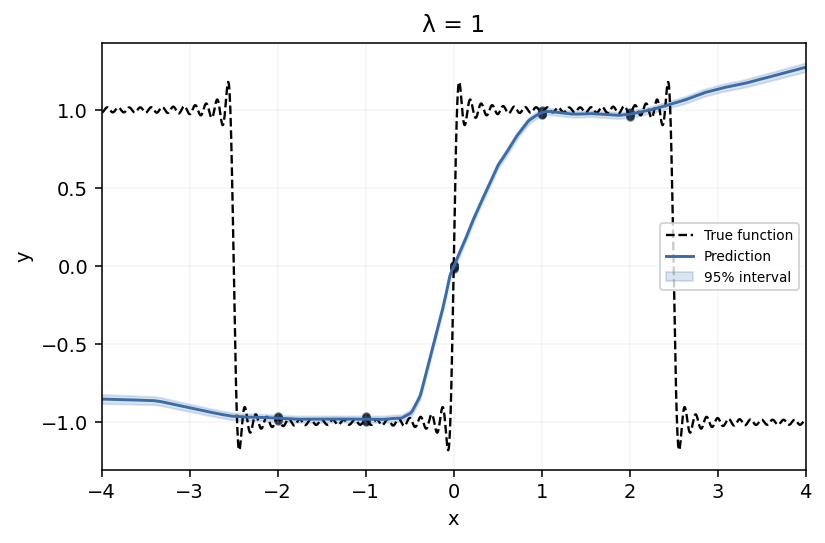 λ = 1
y
1.0
0.5
0.0
−0.5
−1.0
True function
Prediction
95% interval
−4 −3 −2 −1 0 1 2 3 4
x